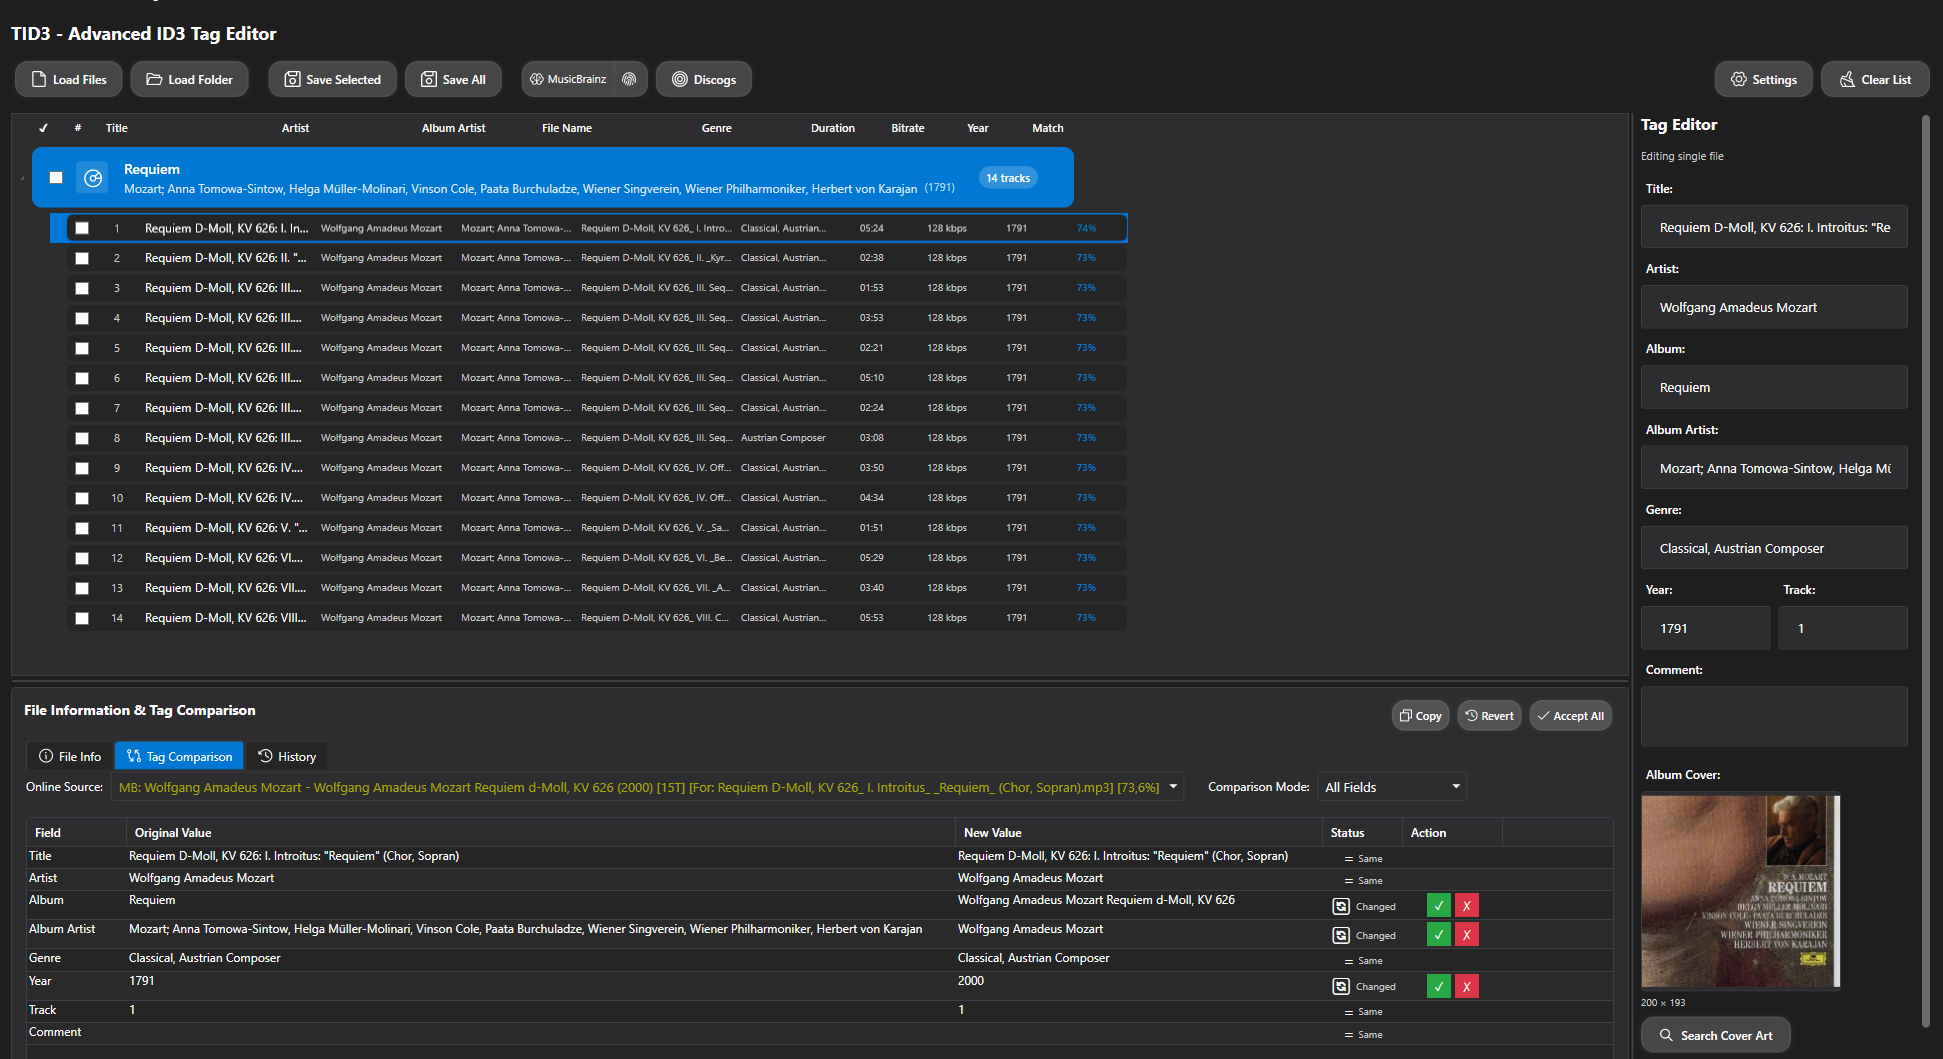 TID3 - Advanced ID3 Tag Editor
Load Files Load Folder Save Selected Save All MusicBrainz Discogs Settings Clear List
✓ # Title Artist Album Artist File Name Genre Duration Bitrate Year Match
Requiem
Mozart; Anna Tomowa-Sintow, Helga Müller-Molinari, Vinson Cole, Paata Burchuladze, Wiener Singverein, Wiener Philharmoniker, Herbert von Karajan (1791) 14 tracks
1 Requiem D-Moll, KV 626: I. In... Wolfgang Amadeus Mozart Mozart; Anna Tomowa-... Requiem D-Moll, KV 626_ I. Intro... Classical, Austrian... 05:24 128 kbps 1791 74%
2 Requiem D-Moll, KV 626: II. "... Wolfgang Amadeus Mozart Mozart; Anna Tomowa-... Requiem D-Moll, KV 626_ II. _Kyr... Classical, Austrian... 02:38 128 kbps 1791 73%
3 Requiem D-Moll, KV 626: III.... Wolfgang Amadeus Mozart Mozart; Anna Tomowa-... Requiem D-Moll, KV 626_ III. Seq... Classical, Austrian... 01:53 128 kbps 1791 73%
4 Requiem D-Moll, KV 626: III.... Wolfgang Amadeus Mozart Mozart; Anna Tomowa-... Requiem D-Moll, KV 626_ III. Seq... Classical, Austrian... 03:53 128 kbps 1791 73%
5 Requiem D-Moll, KV 626: III.... Wolfgang Amadeus Mozart Mozart; Anna Tomowa-... Requiem D-Moll, KV 626_ III. Seq... Classical, Austrian... 02:21 128 kbps 1791 73%
6 Requiem D-Moll, KV 626: III.... Wolfgang Amadeus Mozart Mozart; Anna Tomowa-... Requiem D-Moll, KV 626_ III. Seq... Classical, Austrian... 05:10 128 kbps 1791 73%
7 Requiem D-Moll, KV 626: III.... Wolfgang Amadeus Mozart Mozart; Anna Tomowa-... Requiem D-Moll, KV 626_ III. Seq... Classical, Austrian... 02:24 128 kbps 1791 73%
8 Requiem D-Moll, KV 626: III.... Wolfgang Amadeus Mozart Mozart; Anna Tomowa-... Requiem D-Moll, KV 626_ III. Seq... Austrian Composer 03:08 128 kbps 1791 73%
9 Requiem D-Moll, KV 626: IV.... Wolfgang Amadeus Mozart Mozart; Anna Tomowa-... Requiem D-Moll, KV 626_ IV. Off... Classical, Austrian... 03:50 128 kbps 1791 73%
10 Requiem D-Moll, KV 626: IV.... Wolfgang Amadeus Mozart Mozart; Anna Tomowa-... Requiem D-Moll, KV 626_ IV. Off... Classical, Austrian... 04:34 128 kbps 1791 73%
11 Requiem D-Moll, KV 626: V. "... Wolfgang Amadeus Mozart Mozart; Anna Tomowa-... Requiem D-Moll, KV 626_ V. _Sa... Classical, Austrian... 01:51 128 kbps 1791 73%
12 Requiem D-Moll, KV 626: VI.... Wolfgang Amadeus Mozart Mozart; Anna Tomowa-... Requiem D-Moll, KV 626_ VI. _Be... Classical, Austrian... 05:29 128 kbps 1791 73%
13 Requiem D-Moll, KV 626: VII.... Wolfgang Amadeus Mozart Mozart; Anna Tomowa-... Requiem D-Moll, KV 626_ VII. _A... Classical, Austrian... 03:40 128 kbps 1791 73%
14 Requiem D-Moll, KV 626: VIII... Wolfgang Amadeus Mozart Mozart; Anna Tomowa-... Requiem D-Moll, KV 626_ VIII. C... Classical, Austrian... 05:53 128 kbps 1791 73%
File Information & Tag Comparison
Copy Revert Accept All
File Info Tag Comparison History
Online Source: MB: Wolfgang Amadeus Mozart - Wolfgang Amadeus Mozart Requiem d-Moll, KV 626 (2000) [15T] [For: Requiem D-Moll, KV 626_ I. Introitus_ _Requiem_ (Chor, Sopran).mp3] [73,6%] Comparison Mode: All Fields
Field Original Value New Value Status Action
Title Requiem D-Moll, KV 626: I. Introitus: "Requiem" (Chor, Sopran) Requiem D-Moll, KV 626: I. Introitus: "Requiem" (Chor, Sopran) = Same
Artist Wolfgang Amadeus Mozart Wolfgang Amadeus Mozart = Same
Album Requiem Wolfgang Amadeus Mozart Requiem d-Moll, KV 626 Changed ✓ X
Album Artist Mozart; Anna Tomowa-Sintow, Helga Müller-Molinari, Vinson Cole, Paata Burchuladze, Wiener Singverein, Wiener Philharmoniker, Herbert von Karajan Wolfgang Amadeus Mozart Changed ✓ X
Genre Classical, Austrian Composer Classical, Austrian Composer = Same
Year 1791 2000 Changed ✓ X
Track 1 1 = Same
Comment = Same
Tag Editor
Editing single file
Title:
Requiem D-Moll, KV 626: I. Introitus: "Re
Artist:
Wolfgang Amadeus Mozart
Album:
Requiem
Album Artist:
Mozart; Anna Tomowa-Sintow, Helga Mü
Genre:
Classical, Austrian Composer
Year: Track:
1791 1
Comment:
Album Cover:
W. A. MOZART
REQUIEM
ANNA TOMOWA-SINTOW
HELGA MÜLLER MOLINARI
VINSON COLE · PAATA BURCHULADZE
WIENER SINGVEREIN
WIENER PHILHARMONIKER
HERBERT VON KARAJAN
200 × 193
Search Cover Art